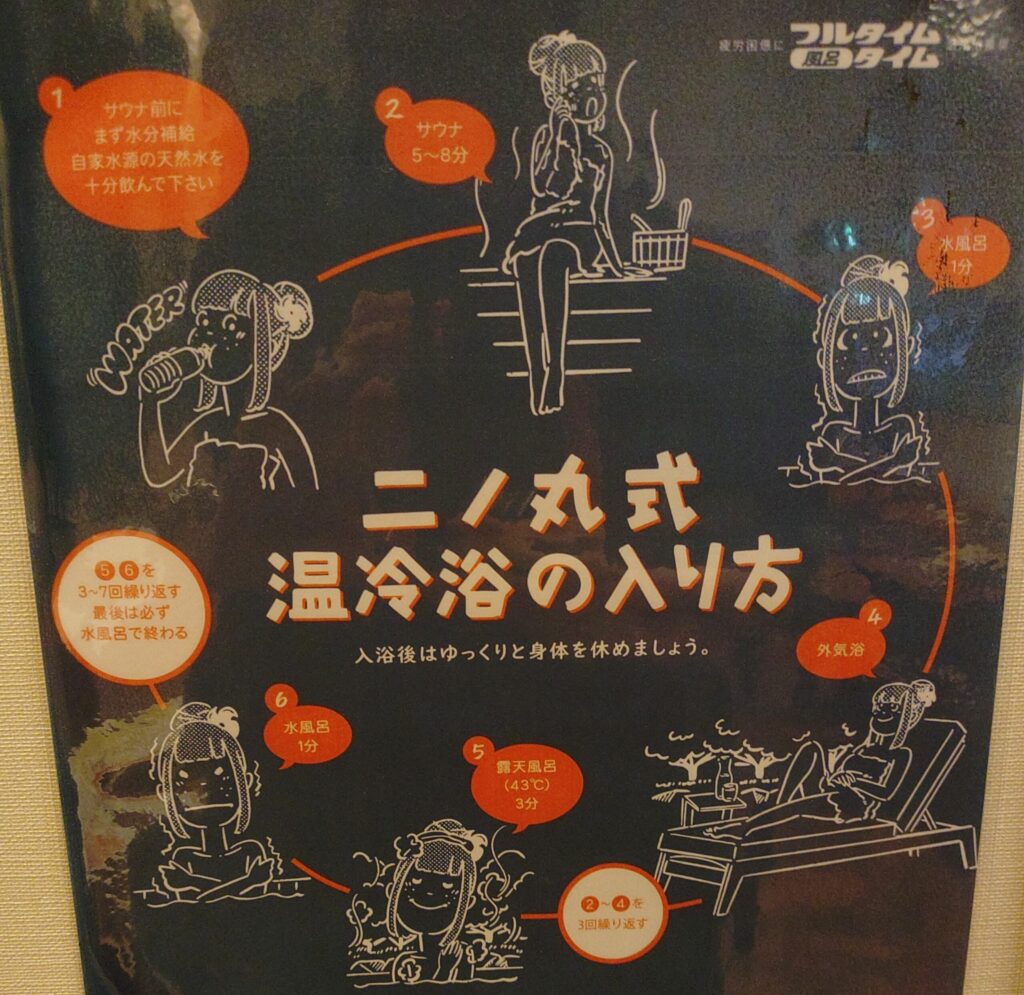 疲労困憊に
フルタイム
風呂タイム
1
サウナ前に
まず水分補給
自家水源の天然水を
十分飲んで下さい
WATER
2
サウナ
5〜8分
3
水風呂
1分
二ノ丸式
温冷浴の入り方
入浴後はゆっくりと身体を休めましょう。
4
外気浴
2〜4を
3回繰り返す
5
露天風呂
(43℃)
3分
6
水風呂
1分
5 6を
3~7回繰り返す
最後は必ず
水風呂で終わる